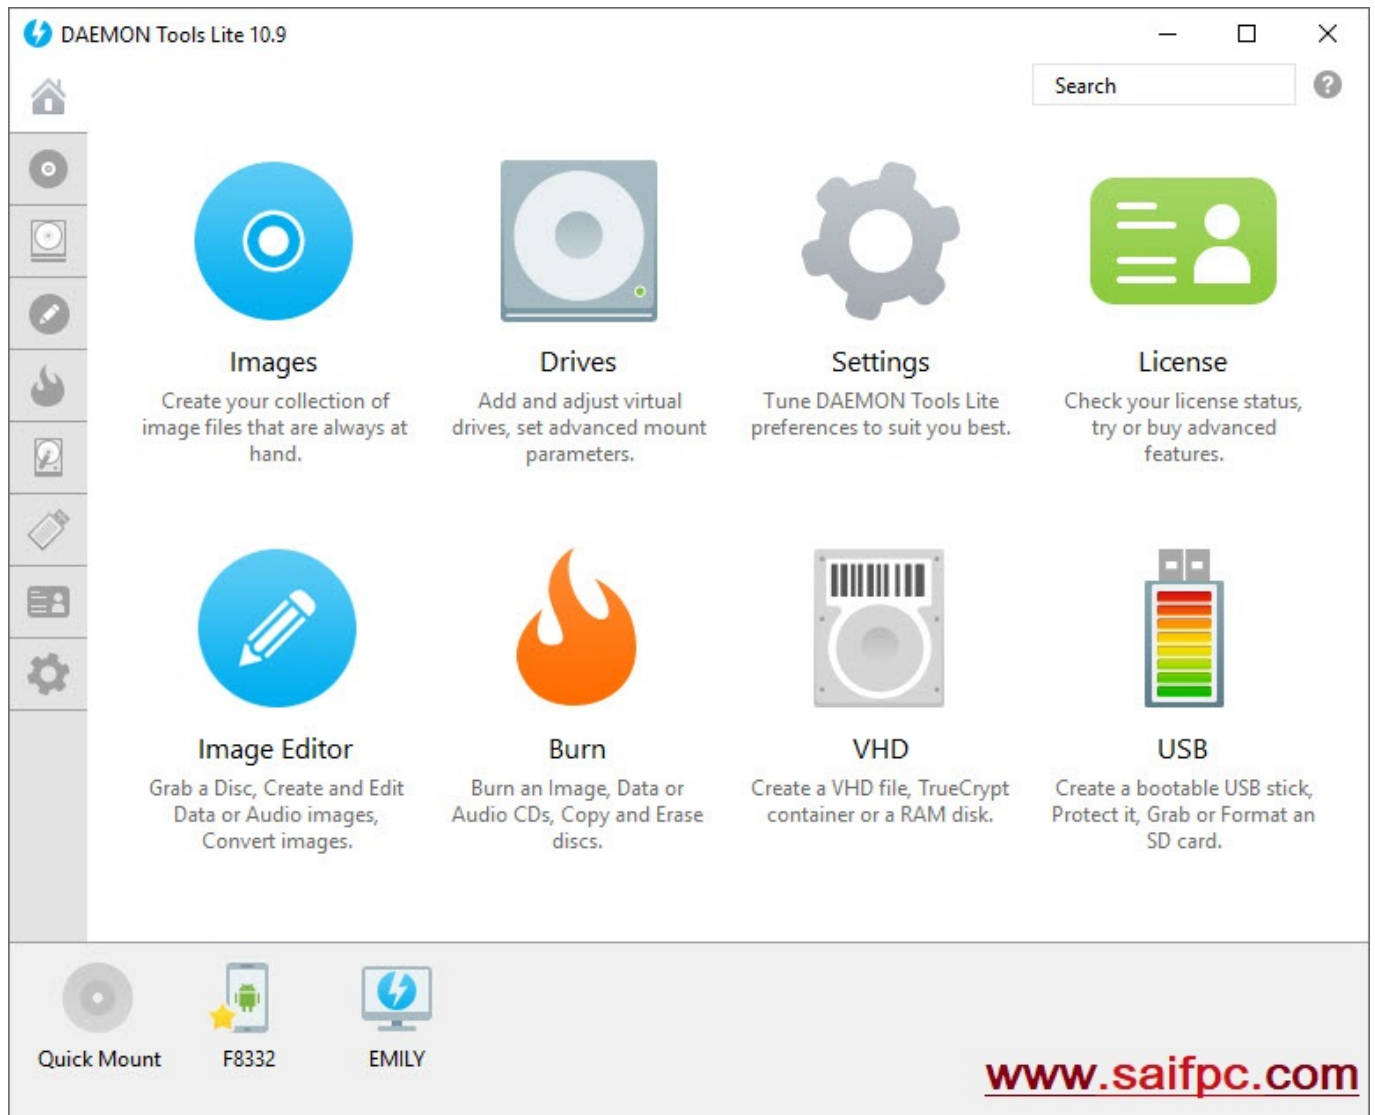 DAEMON Tools Lite 10.9
Search
Images
Create your collection of
image files that are always at
hand.
Drives
Add and adjust virtual
drives, set advanced mount
parameters.
Settings
Tune DAEMON Tools Lite
preferences to suit you best.
License
Check your license status,
try or buy advanced
features.
Image Editor
Grab a Disc, Create and Edit
Data or Audio images,
Convert images.
Burn
Burn an Image, Data or
Audio CDs, Copy and Erase
discs.
VHD
Create a VHD file, TrueCrypt
container or a RAM disk.
USB
Create a bootable USB stick,
Protect it, Grab or Format an
SD card.
Quick Mount
F8332
EMILY
www.saifpc.com